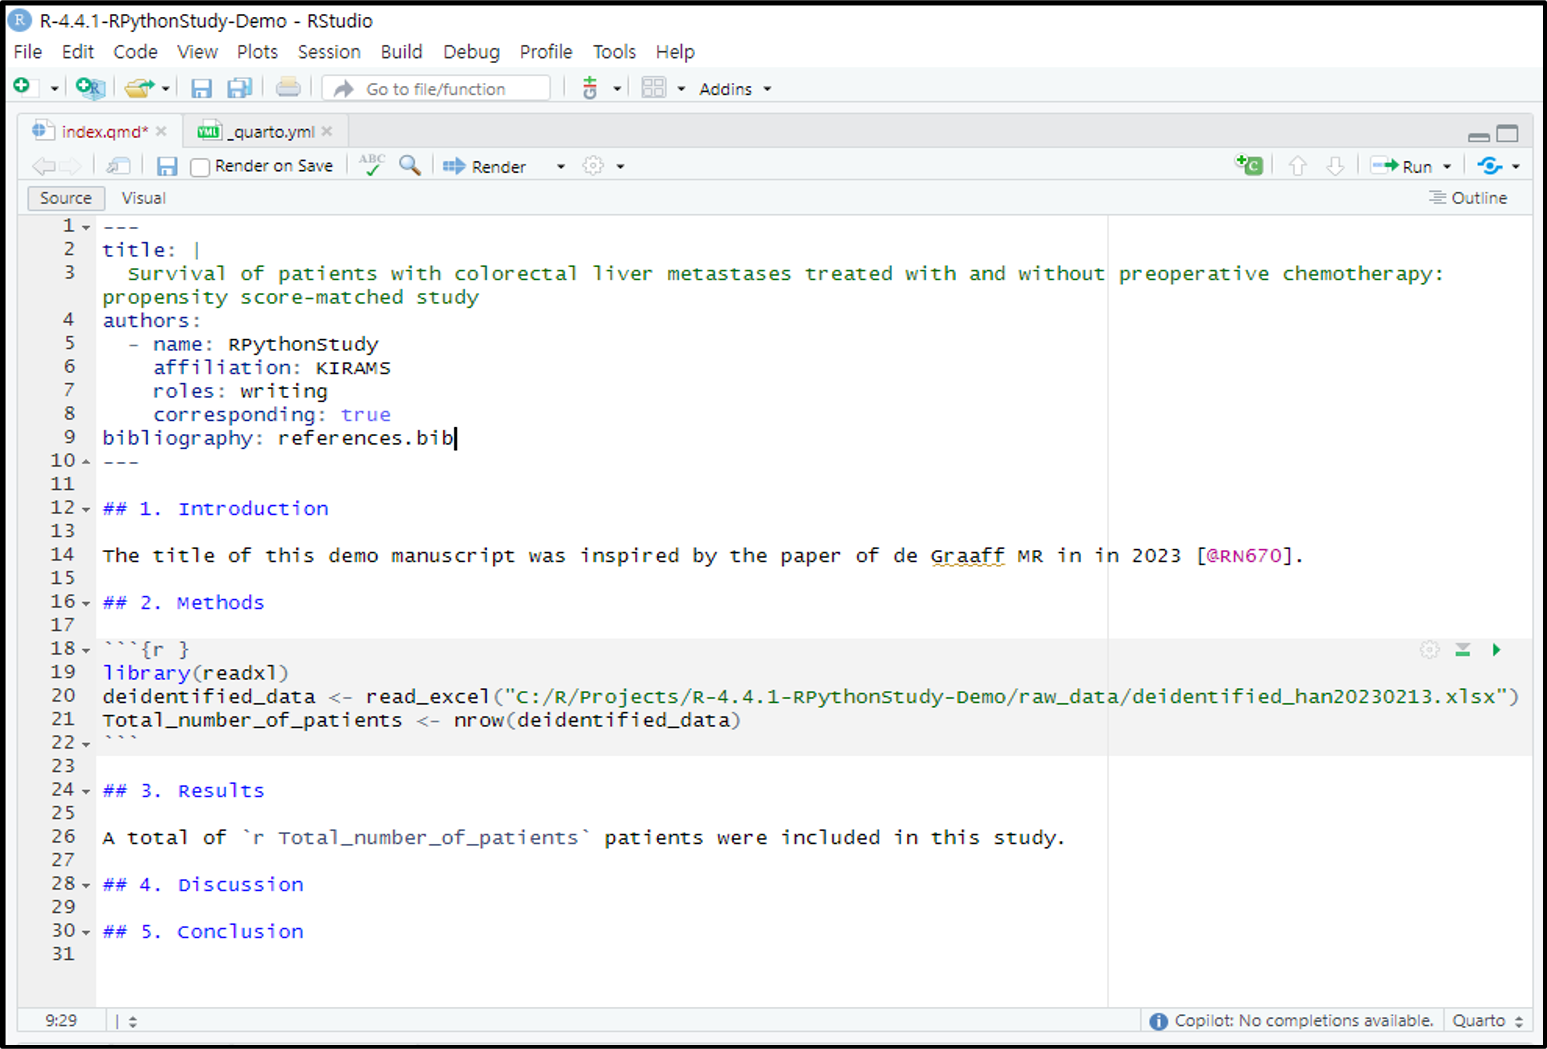 R-4.4.1-RPythonStudy-Demo - RStudio
File Edit Code View Plots Session Build Debug Profile Tools Help
Go to file/function Addins
index.qmd* _quarto.yml
Render on Save ABC Render Run
Source Visual Outline
1 ---
2 title: |
3 Survival of patients with colorectal liver metastases treated with and without preoperative chemotherapy:
propensity score-matched study
4 authors:
5 - name: RPythonStudy
6 affiliation: KIRAMS
7 roles: writing
8 corresponding: true
9 bibliography: references.bib
10 ---
11
12 ## 1. Introduction
13
14 The title of this demo manuscript was inspired by the paper of de Graaff MR in in 2023 [@RN670].
15
16 ## 2. Methods
17
18 ```{r }
19 library(readxl)
20 deidentified_data <- read_excel("C:/R/Projects/R-4.4.1-RPythonStudy-Demo/raw_data/deidentified_han20230213.xlsx")
21 Total_number_of_patients <- nrow(deidentified_data)
22 ```
23
24 ## 3. Results
25
26 A total of `r Total_number_of_patients` patients were included in this study.
27
28 ## 4. Discussion
29
30 ## 5. Conclusion
31
9:29 Copilot: No completions available. Quarto